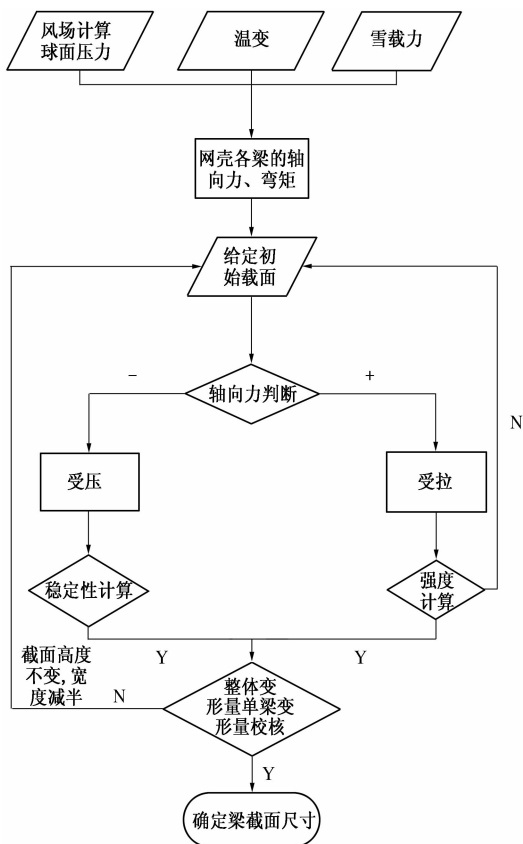 风场计算
球面压力
温变
雪载力
网壳各梁的轴
向力、弯矩
给定初
始载面
−
轴向力判断
+
N
受压
受拉
稳定性计算
强度
计算
截面高度
不变,宽
度减半
Y
Y
N
整体变
形量单梁变
形量校核
Y
确定梁截面尺寸